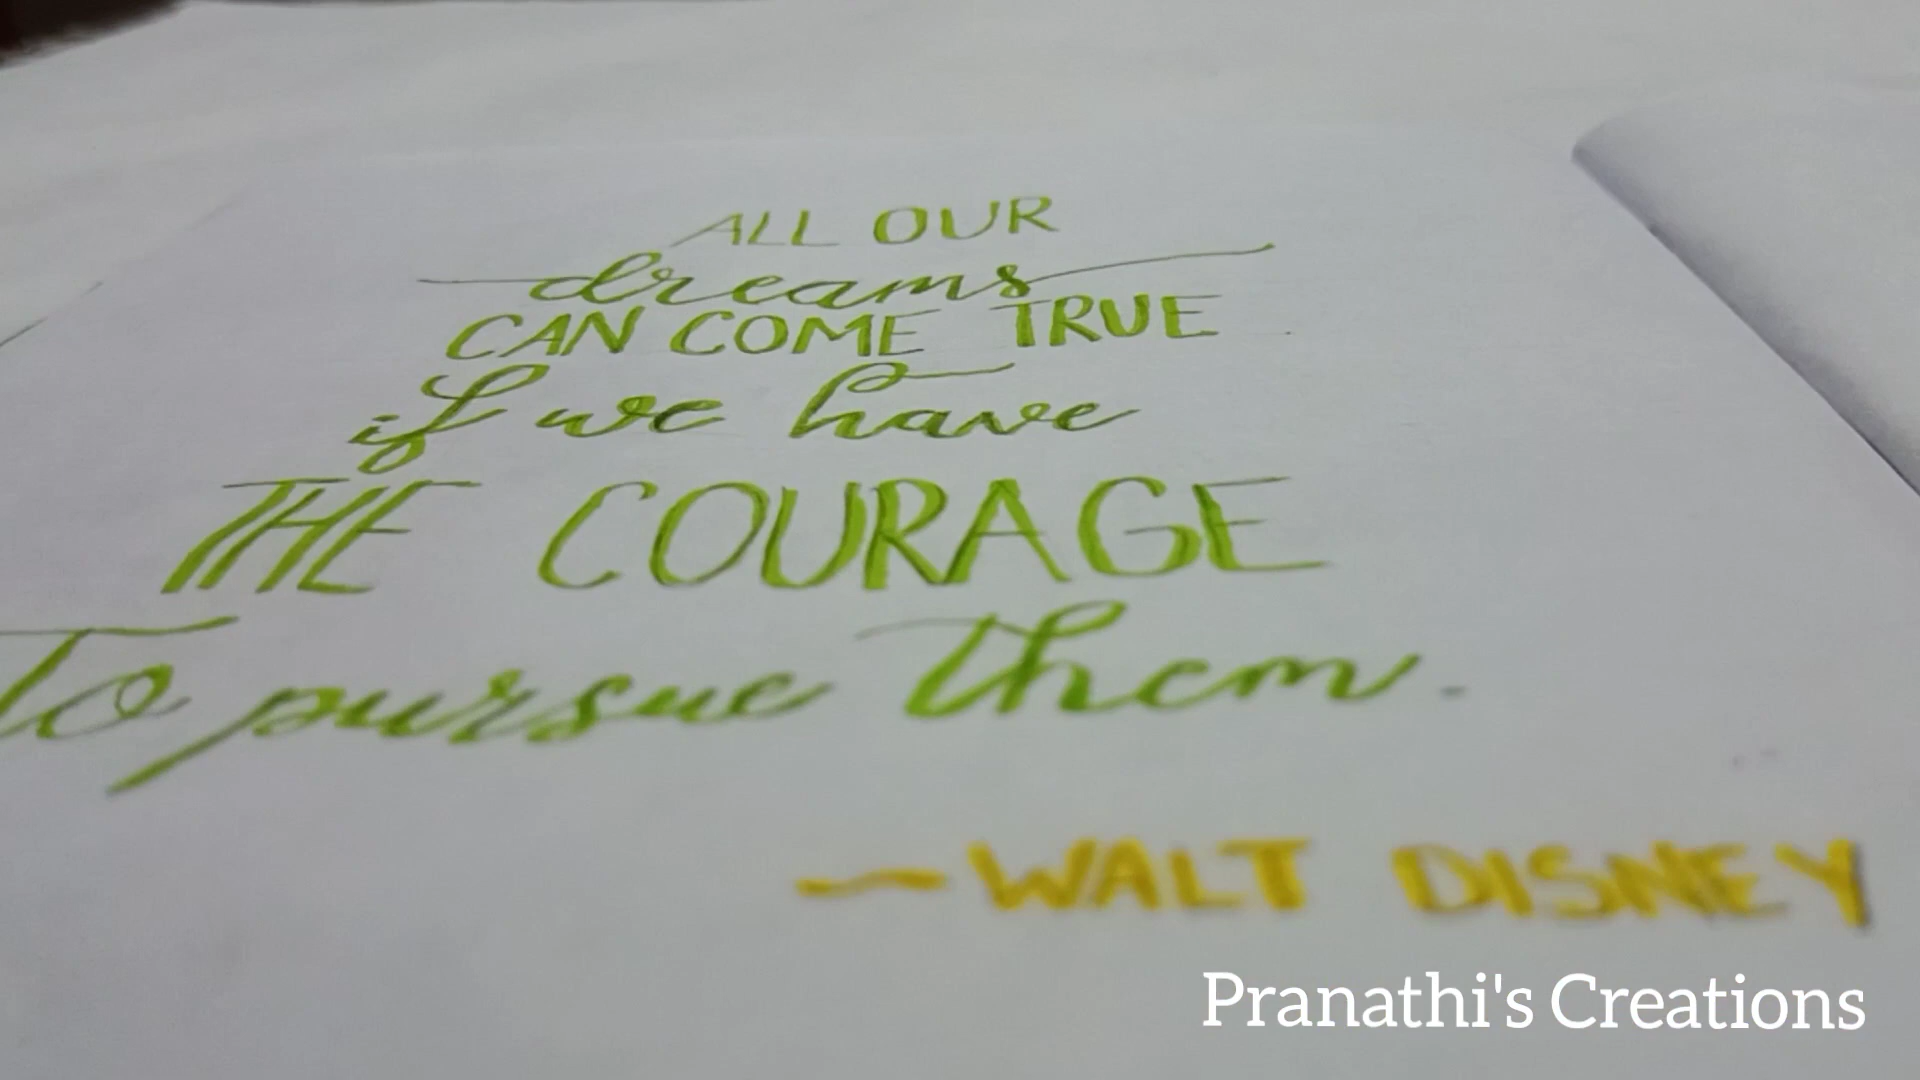 ALL OUR
dreams
CAN COME TRUE
if we have
THE COURAGE
To pursue them.
~WALT DISNEY
Pranathi's Creations